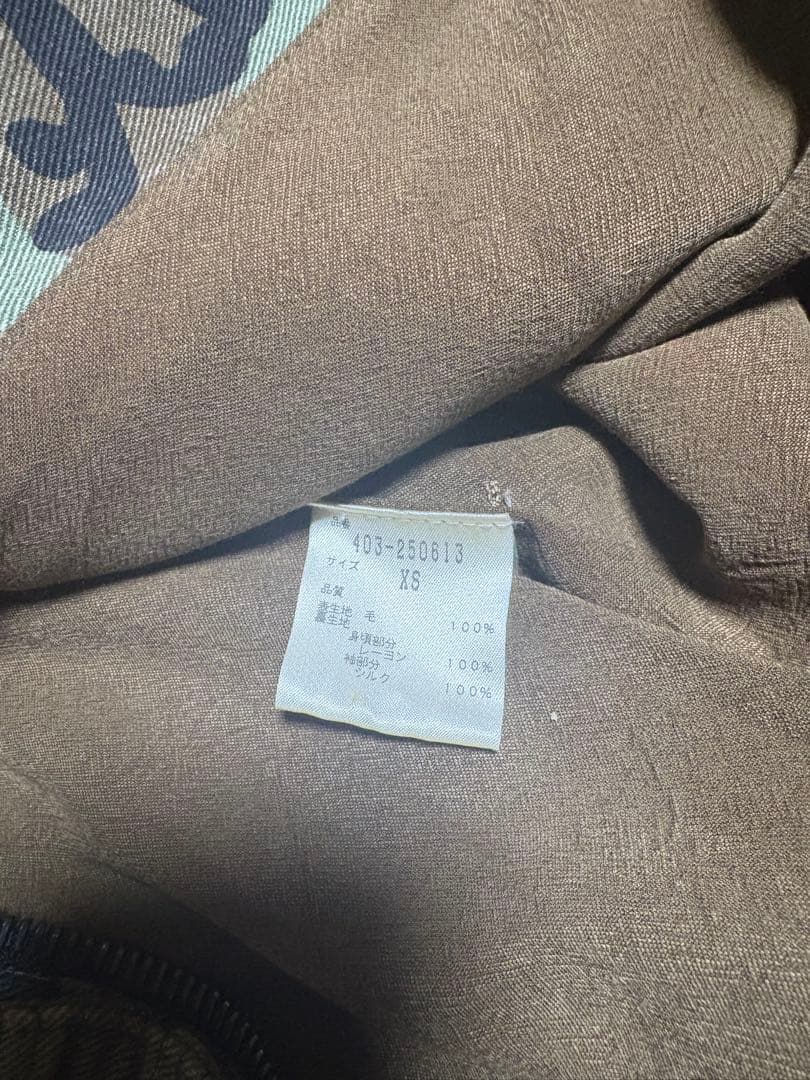 品番
403-250613
サイズ
XS
品質
表生地 毛 100%
裏生地
身頃部分
レーヨン 100%
袖部分
シルク 100%